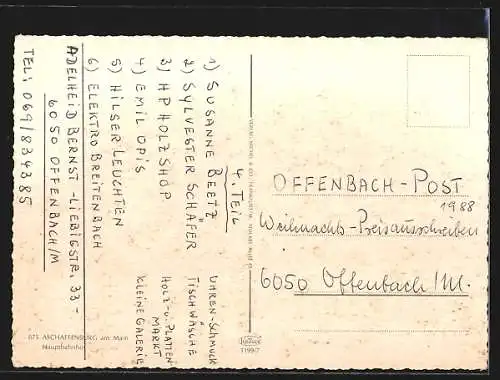 4. TEIL
1) SUSANNE BEETZ UHREN-SCHMUCK
2) SYLVESTER SCHÄFER TISCHWÄSCHE
3) HP HOLZSHOP HOLZ- U. PLATTEN MARKT
4) EMIL OPIS KLEINE GALERIE
5) HILSER LEUCHTEN
6) ELEKTRO BREITENBACH
ADELHEID BERNST - LIEBIGSTR. 33 -
6050 OFFENBACH/M
TEL: 069/834385
OFFENBACH-POST
1988
Weihnachts-Preisausschreiben
6050 Offenbach/M.
875 ASCHAFFENBURG am Main
Hauptbahnhof